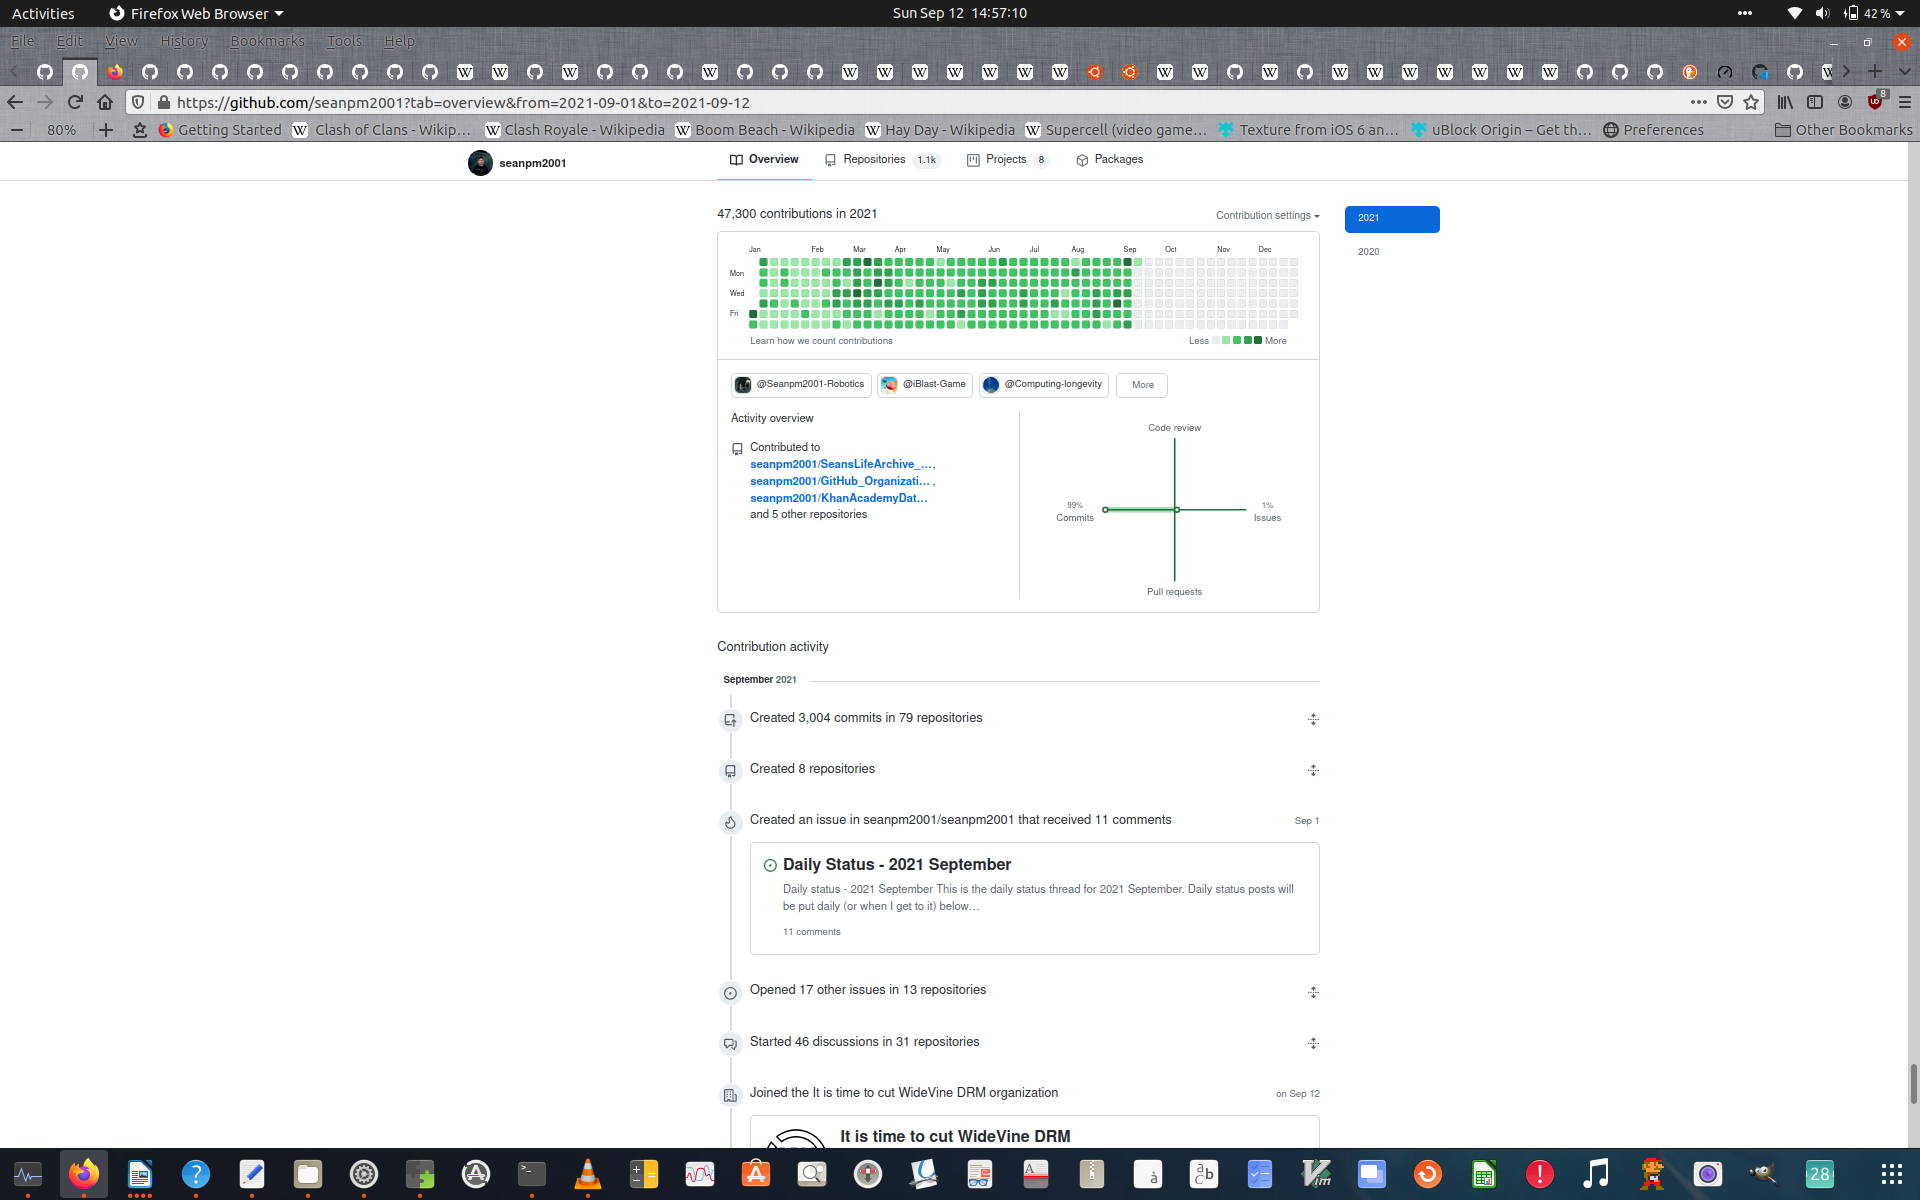 Activities
Firefox Web Browser
Sun Sep 12 14:57:10
42 %
File Edit View History Bookmarks Tools Help
https://github.com/seanpm2001?tab=overview&from=2021-09-01&to=2021-09-12
8
80%
Getting Started
Clash of Clans - Wikip…
Clash Royale - Wikipedia
Boom Beach - Wikipedia
Hay Day - Wikipedia
Supercell (video game…
Texture from iOS 6 an…
uBlock Origin – Get th…
Preferences
Other Bookmarks
seanpm2001
Overview
Repositories 1.1k
Projects 8
Packages
47,300 contributions in 2021
Contribution settings
2021
2020
Jan Feb Mar Apr May Jun Jul Aug Sep Oct Nov Dec
Mon
Wed
Fri
Learn how we count contributions
Less More
@Seanpm2001-Robotics
@iBlast-Game
@Computing-longevity
More
Activity overview
Contributed to
seanpm2001/SeansLifeArchive_…,
seanpm2001/GitHub_Organizati… ,
seanpm2001/KhanAcademyDat…
and 5 other repositories
Code review
99%
Commits
1%
Issues
Pull requests
Contribution activity
September 2021
Created 3,004 commits in 79 repositories
Created 8 repositories
Created an issue in seanpm2001/seanpm2001 that received 11 comments
Sep 1
Daily Status - 2021 September
Daily status - 2021 September This is the daily status thread for 2021 September. Daily status posts will
be put daily (or when I get to it) below…
11 comments
Opened 17 other issues in 13 repositories
Started 46 discussions in 31 repositories
Joined the It is time to cut WideVine DRM organization
on Sep 12
It is time to cut WideVine DRM
28